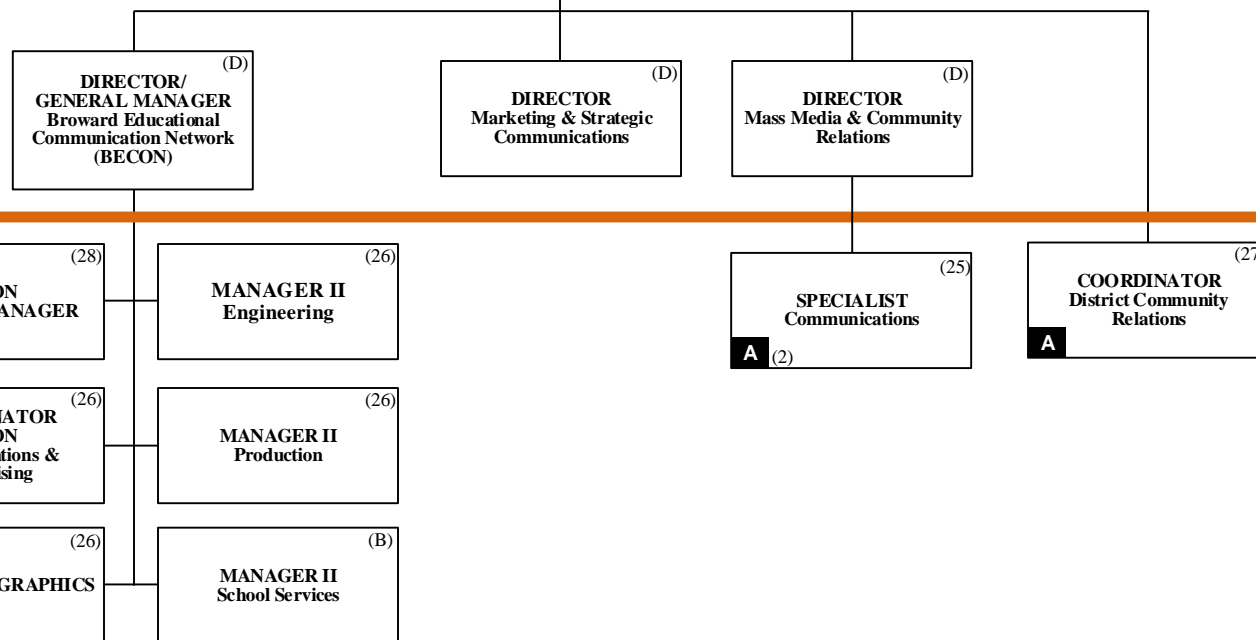 (D)
DIRECTOR/
GENERAL MANAGER
Broward Educational
Communication Network
(BECON)
(D)
DIRECTOR
Marketing & Strategic
Communications
(D)
DIRECTOR
Mass Media & Community
Relations
(28)
(26)
MANAGER II
Engineering
(25)
SPECIALIST
Communications
A (2)
COORDINATOR
District Community
Relations
A
(26)
(26)
MANAGER II
Production
(26)
GRAPHICS
(B)
MANAGER II
School Services